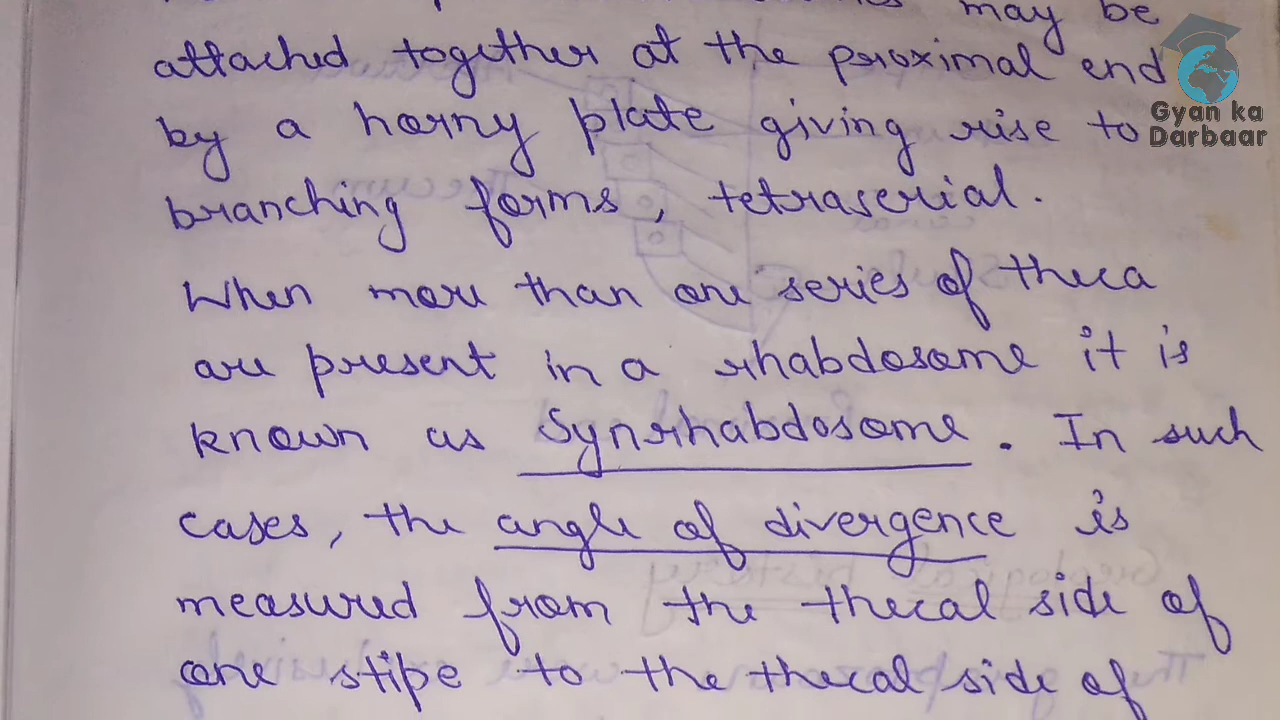 may be
attached together at the proximal end
by a horny plate giving rise to
branching forms, tetraserial.
When more than one series of theca
are present in a rhabdosome it is
known as Synrhabdosome. In such
cases, the angle of divergence is
measured from the thecal side of
one stipe to the thecal side of
Gyan ka
Darbaar